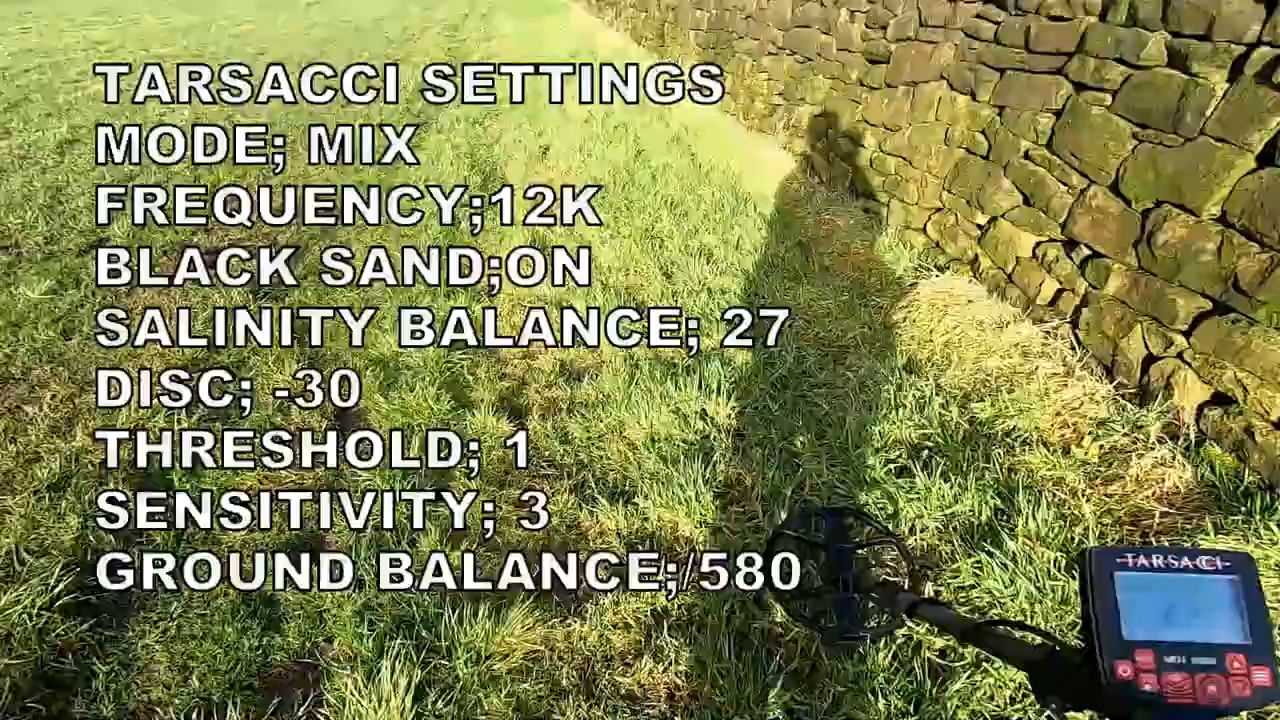 TARSACCI SETTINGS
MODE; MIX
FREQUENCY;12K
BLACK SAND;ON
SALINITY BALANCE; 27
DISC; -30
THRESHOLD; 1
SENSITIVITY; 3
GROUND BALANCE;/580
TARSACCI